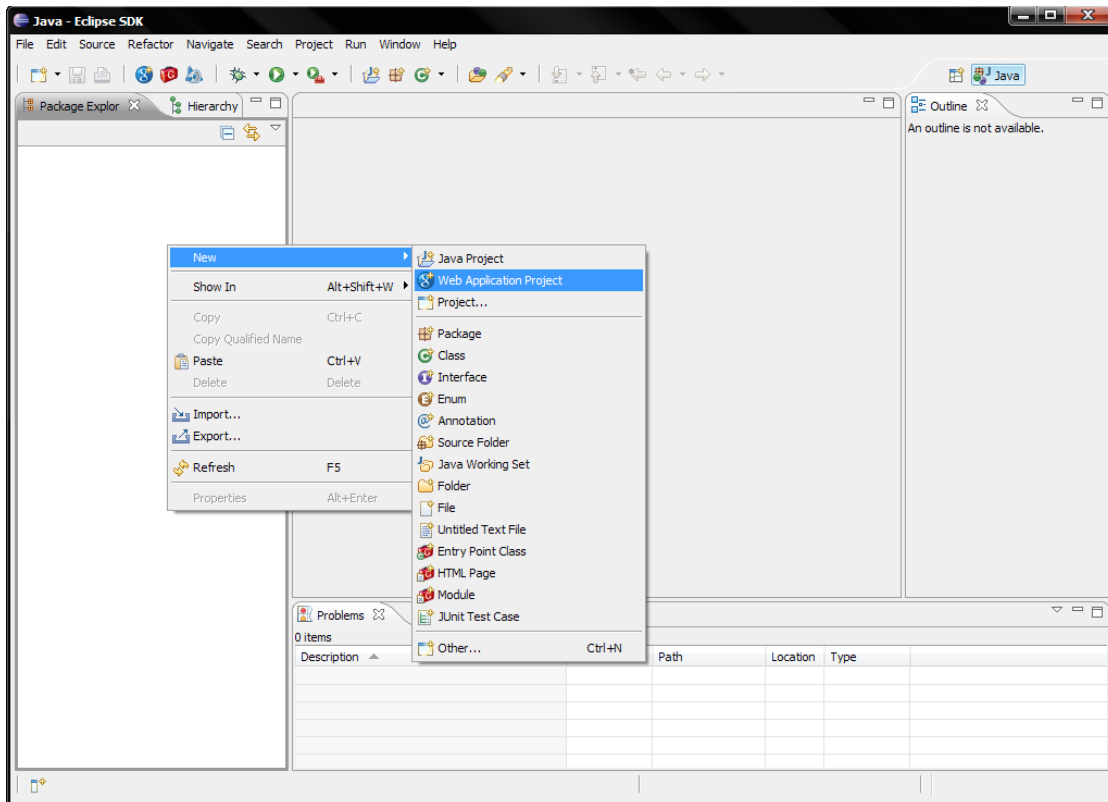 Java - Eclipse SDK
File Edit Source Refactor Navigate Search Project Run Window Help
Java
Package Explor
Hierarchy
Outline
An outline is not available.
New
Show In Alt+Shift+W
Copy Ctrl+C
Copy Qualified Name
Paste Ctrl+V
Delete Delete
Import...
Export...
Refresh F5
Properties Alt+Enter
Java Project
Web Application Project
Project...
Package
Class
Interface
Enum
Annotation
Source Folder
Java Working Set
Folder
File
Untitled Text File
Entry Point Class
HTML Page
Module
JUnit Test Case
Other... Ctrl+N
Problems
0 items
Description Path Location Type